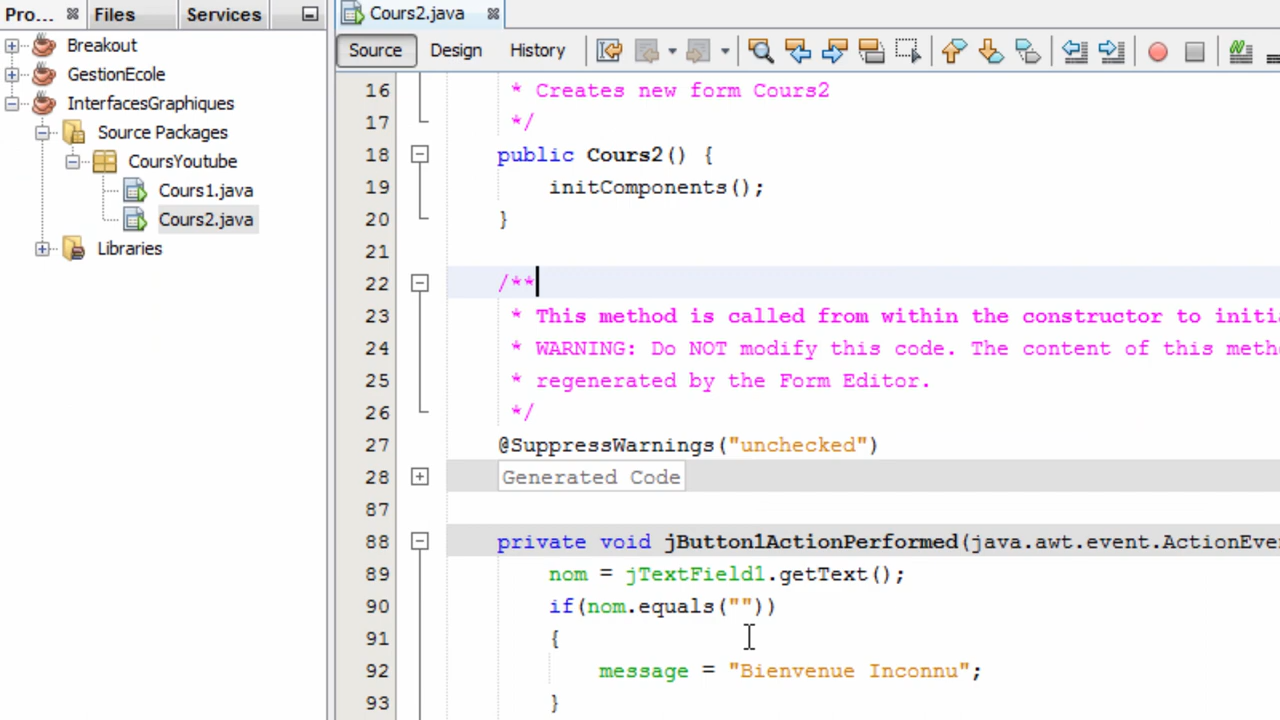 Pro...
Files
Services
Cours2.java
Breakout
GestionEcole
InterfacesGraphiques
Source Packages
CoursYoutube
Cours1.java
Cours2.java
Libraries
Source
Design
History
16 * Creates new form Cours2
17 */
18 public Cours2() {
19 initComponents();
20 }
21
22 /**
23 * This method is called from within the constructor to initi
24 * WARNING: Do NOT modify this code. The content of this meth
25 * regenerated by the Form Editor.
26 */
27 @SuppressWarnings("unchecked")
28 Generated Code
87
88 private void jButton1ActionPerformed(java.awt.event.ActionEve
89 nom = jTextField1.getText();
90 if(nom.equals(""))
91 {
92 message = "Bienvenue Inconnu";
93 }